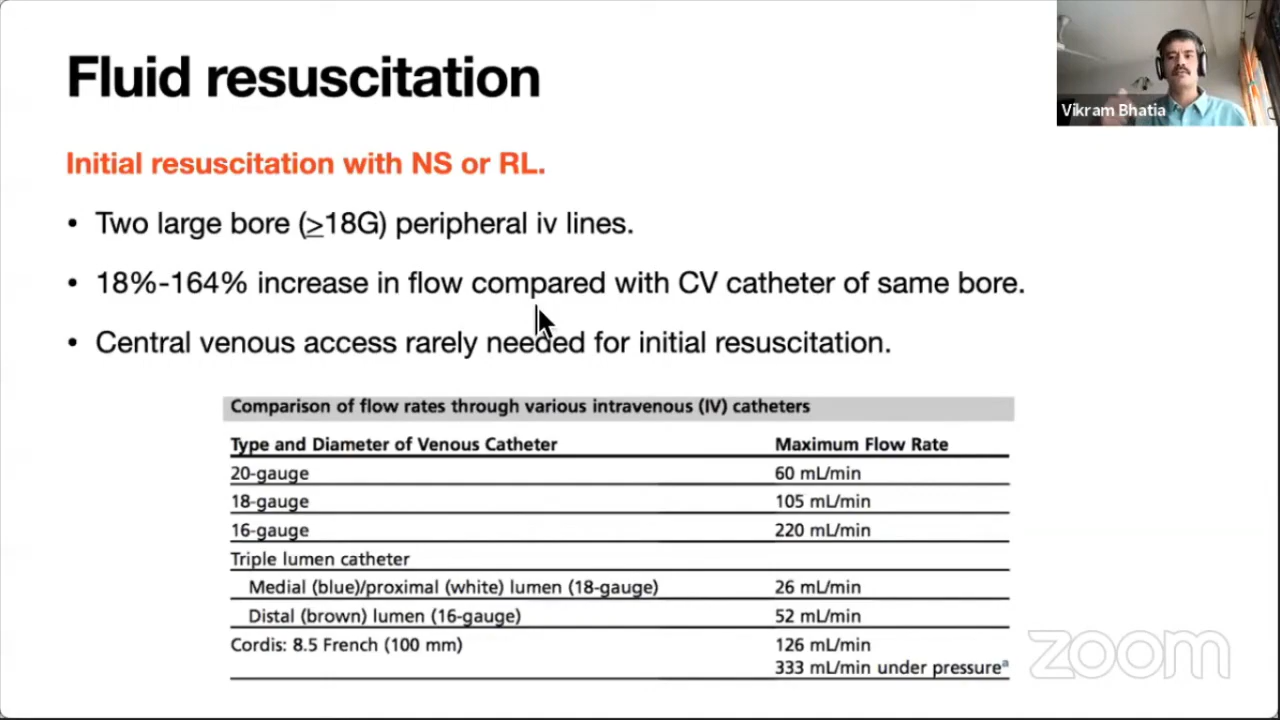 Fluid resuscitation
Vikram Bhatia
Initial resuscitation with NS or RL.
• Two large bore (≥18G) peripheral iv lines.
• 18%-164% increase in flow compared with CV catheter of same bore.
• Central venous access rarely needed for initial resuscitation.
Comparison of flow rates through various intravenous (IV) catheters
Type and Diameter of Venous Catheter Maximum Flow Rate
20-gauge 60 mL/min
18-gauge 105 mL/min
16-gauge 220 mL/min
Triple lumen catheter
Medial (blue)/proximal (white) lumen (18-gauge) 26 mL/min
Distal (brown) lumen (16-gauge) 52 mL/min
Cordis: 8.5 French (100 mm) 126 mL/min
333 mL/min under pressureᵃ
zoom